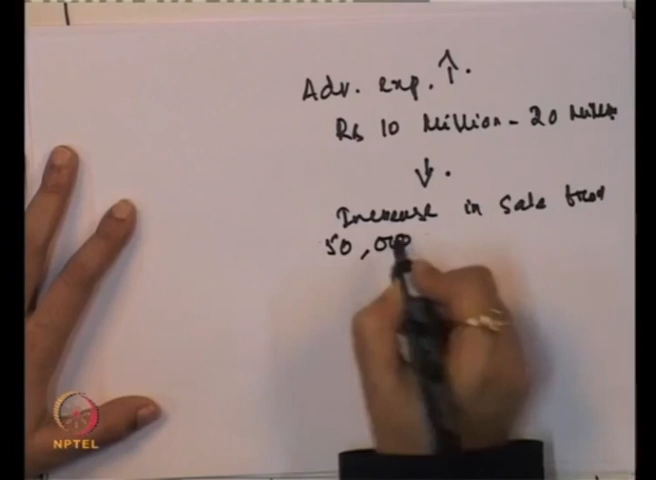 Adv. exp. ↑.
Rs 10 Million - 20 Million
↓.
Increase in Sale from
50,000
NPTEL